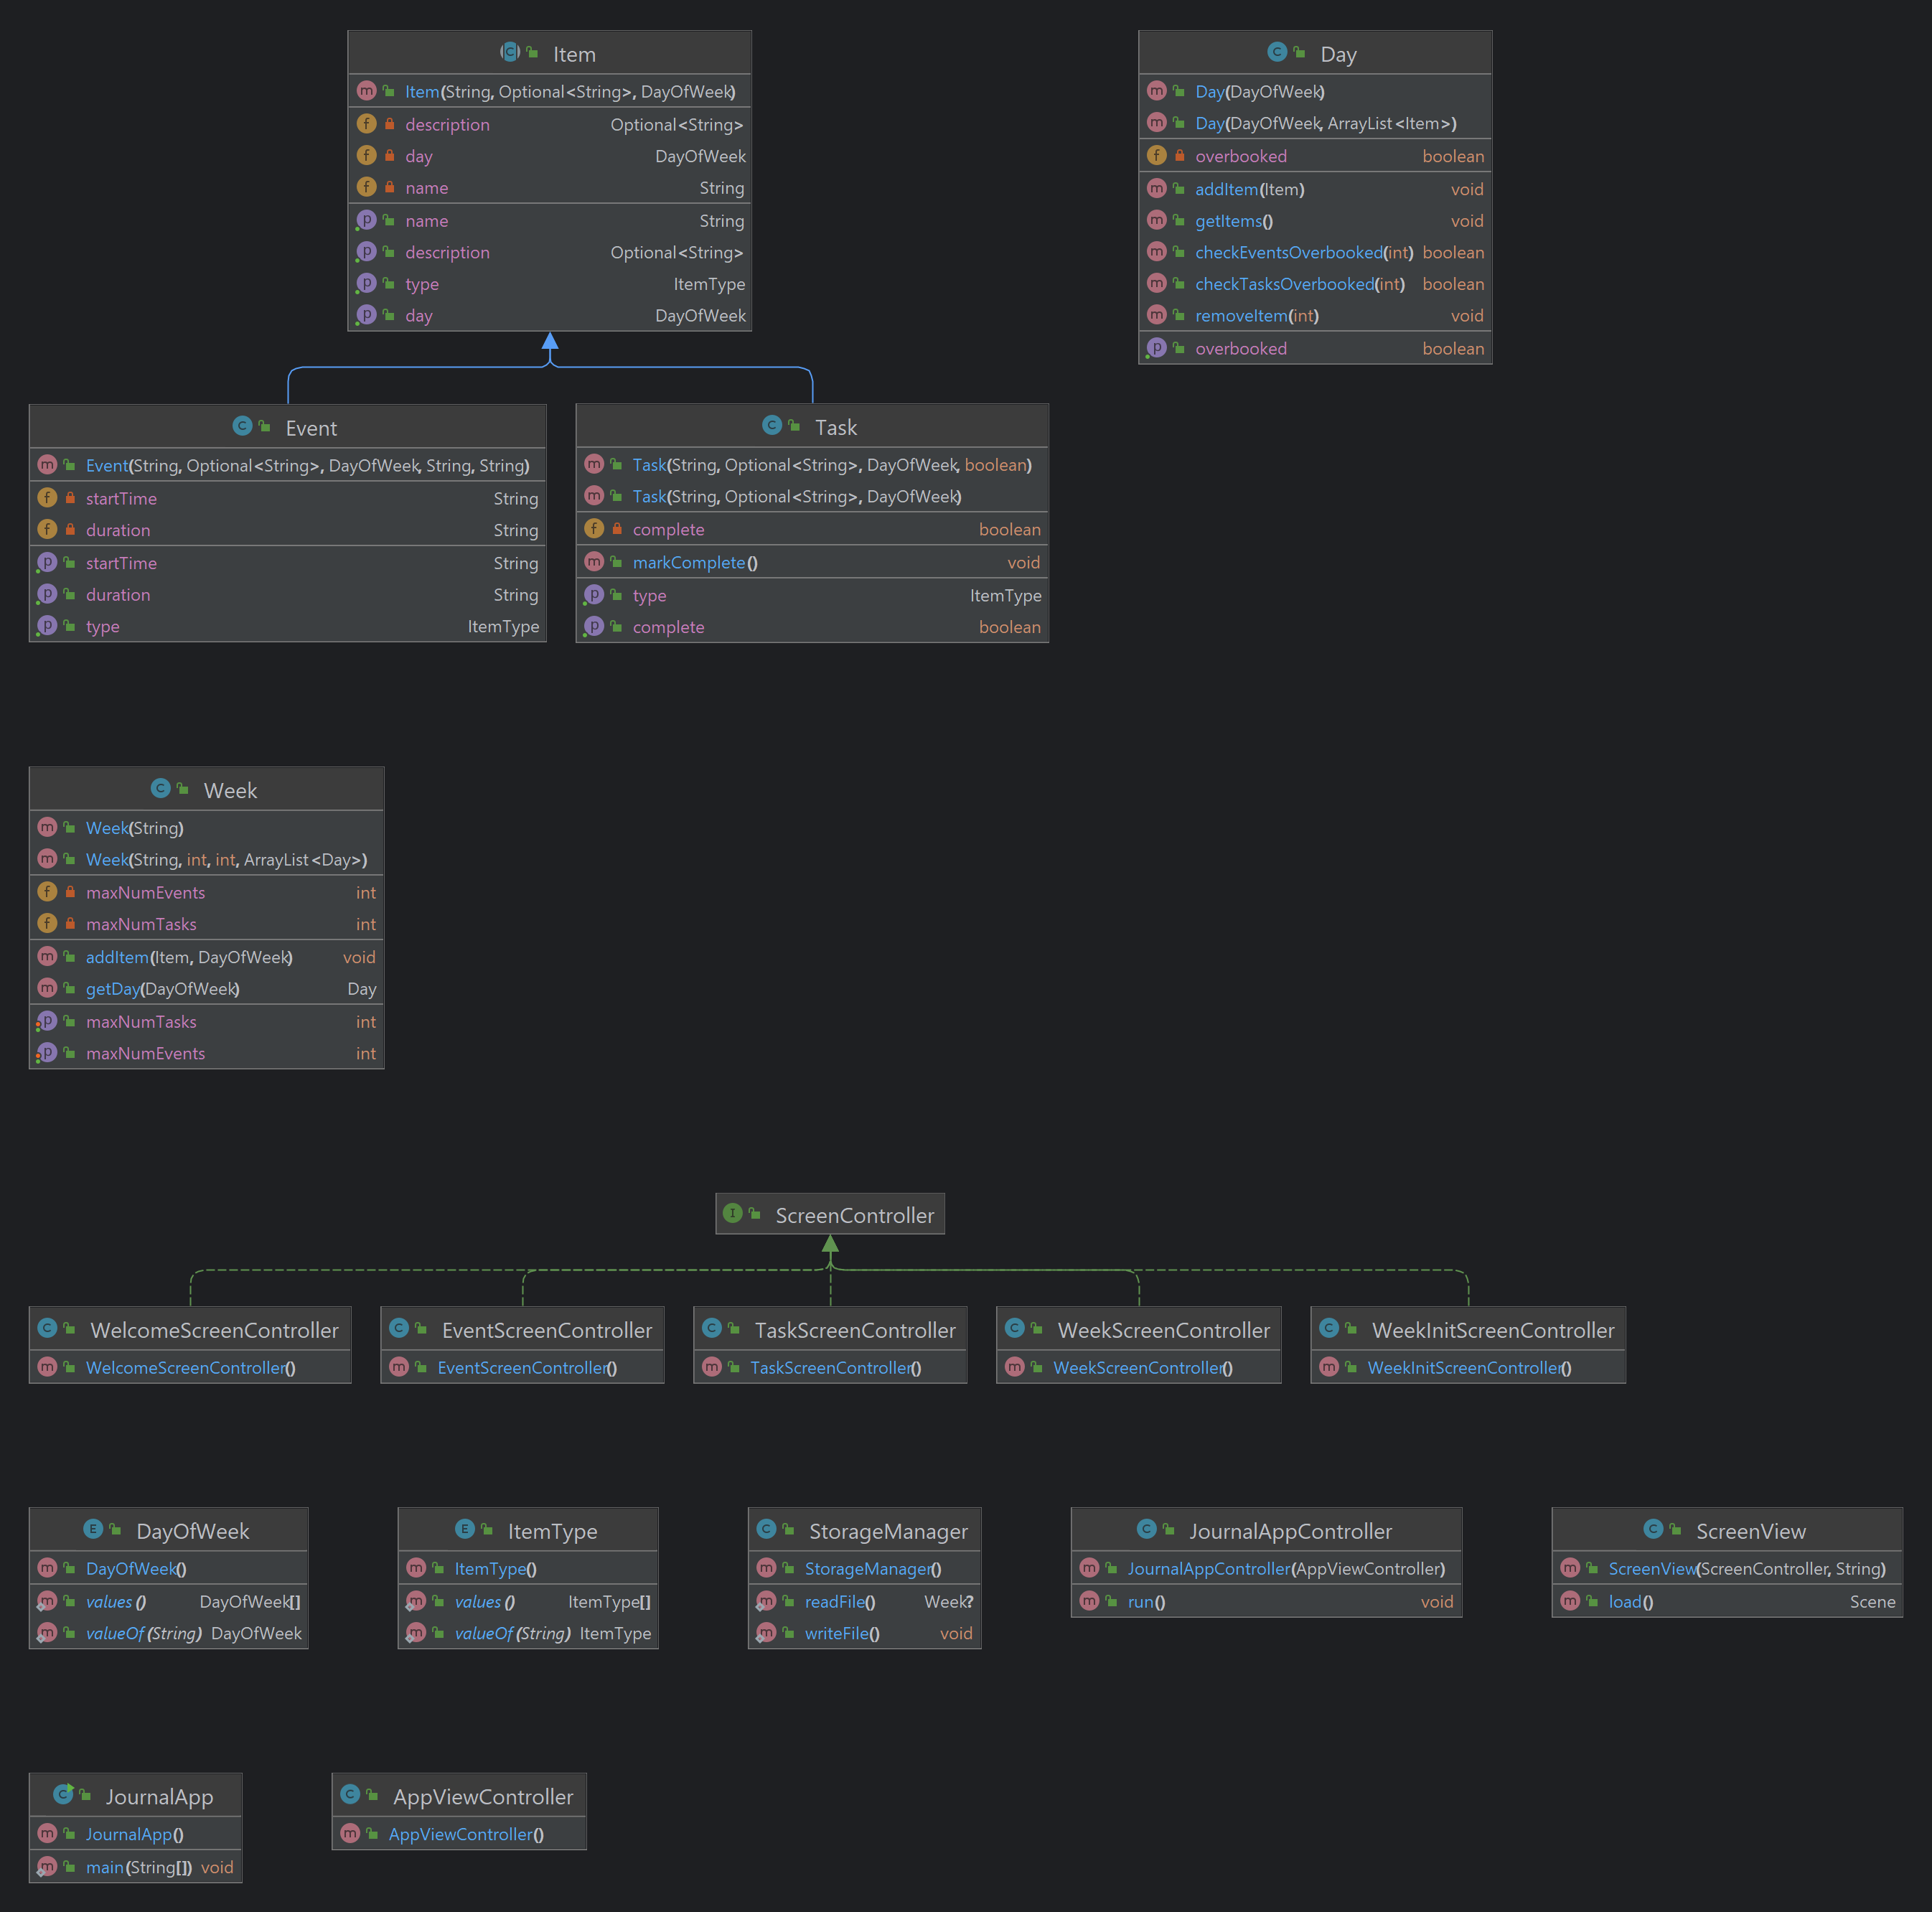 Item
Item(String, Optional<String>, DayOfWeek)
description Optional<String>
day DayOfWeek
name String
name String
description Optional<String>
type ItemType
day DayOfWeek
Day
Day(DayOfWeek)
Day(DayOfWeek, ArrayList<Item>)
overbooked boolean
addItem(Item) void
getItems() void
checkEventsOverbooked(int) boolean
checkTasksOverbooked(int) boolean
removeItem(int) void
overbooked boolean
Event
Event(String, Optional<String>, DayOfWeek, String, String)
startTime String
duration String
startTime String
duration String
type ItemType
Task
Task(String, Optional<String>, DayOfWeek, boolean)
Task(String, Optional<String>, DayOfWeek)
complete boolean
markComplete() void
type ItemType
complete boolean
Week
Week(String)
Week(String, int, int, ArrayList<Day>)
maxNumEvents int
maxNumTasks int
addItem(Item, DayOfWeek) void
getDay(DayOfWeek) Day
maxNumTasks int
maxNumEvents int
ScreenController
WelcomeScreenController
WelcomeScreenController()
EventScreenController
EventScreenController()
TaskScreenController
TaskScreenController()
WeekScreenController
WeekScreenController()
WeekInitScreenController
WeekInitScreenController()
DayOfWeek
DayOfWeek()
values() DayOfWeek[]
valueOf(String) DayOfWeek
ItemType
ItemType()
values() ItemType[]
valueOf(String) ItemType
StorageManager
StorageManager()
readFile() Week?
writeFile() void
JournalAppController
JournalAppController(AppViewController)
run() void
ScreenView
ScreenView(ScreenController, String)
load() Scene
JournalApp
JournalApp()
main(String[]) void
AppViewController
AppViewController()